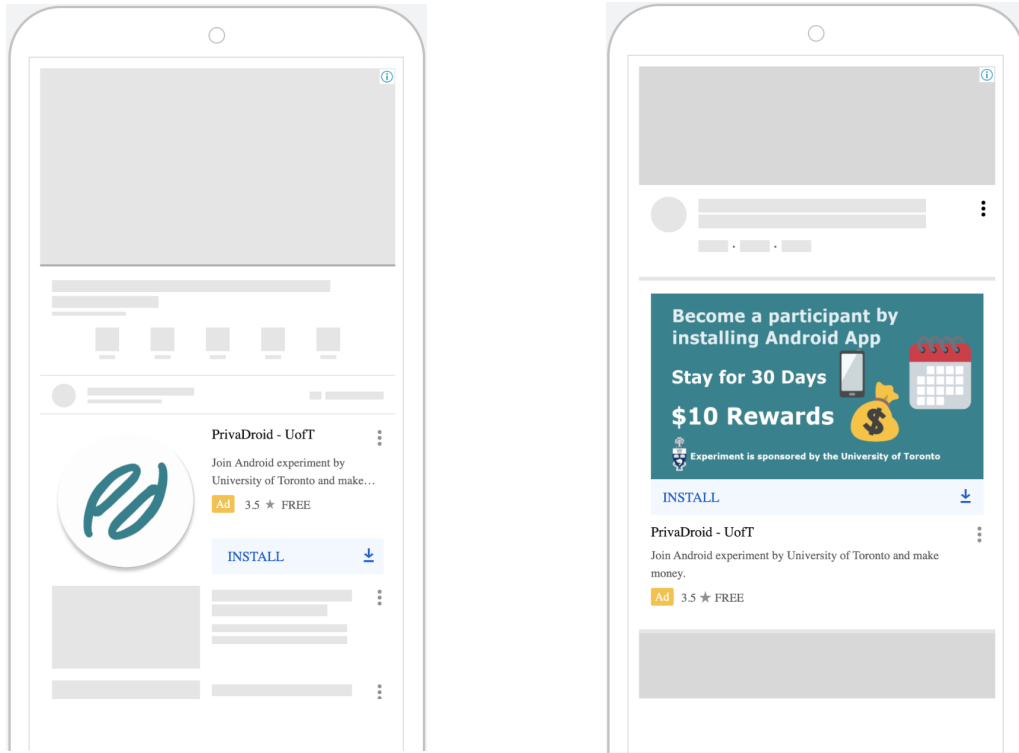 PrivaDroid - UofT
Join Android experiment by
University of Toronto and make…
Ad 3.5 ★ FREE
INSTALL
Become a participant by
installing Android App
Stay for 30 Days
$10 Rewards
$
Experiment is sponsored by the University of Toronto
INSTALL
PrivaDroid - UofT
Join Android experiment by University of Toronto and make
money.
Ad 3.5 ★ FREE